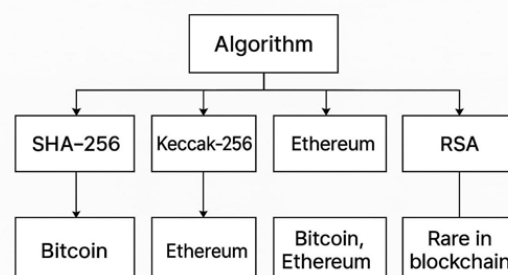 Algorithm
SHA-256
Keccak-256
Ethereum
RSA
Bitcoin
Ethereum
Bitcoin,
Ethereum
Rare in
blockchain